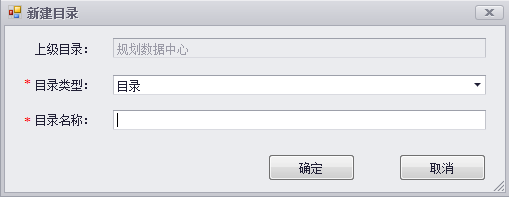 新建目录
上级目录： 规划数据中心
* 目录类型： 目录
* 目录名称：
确定 取消